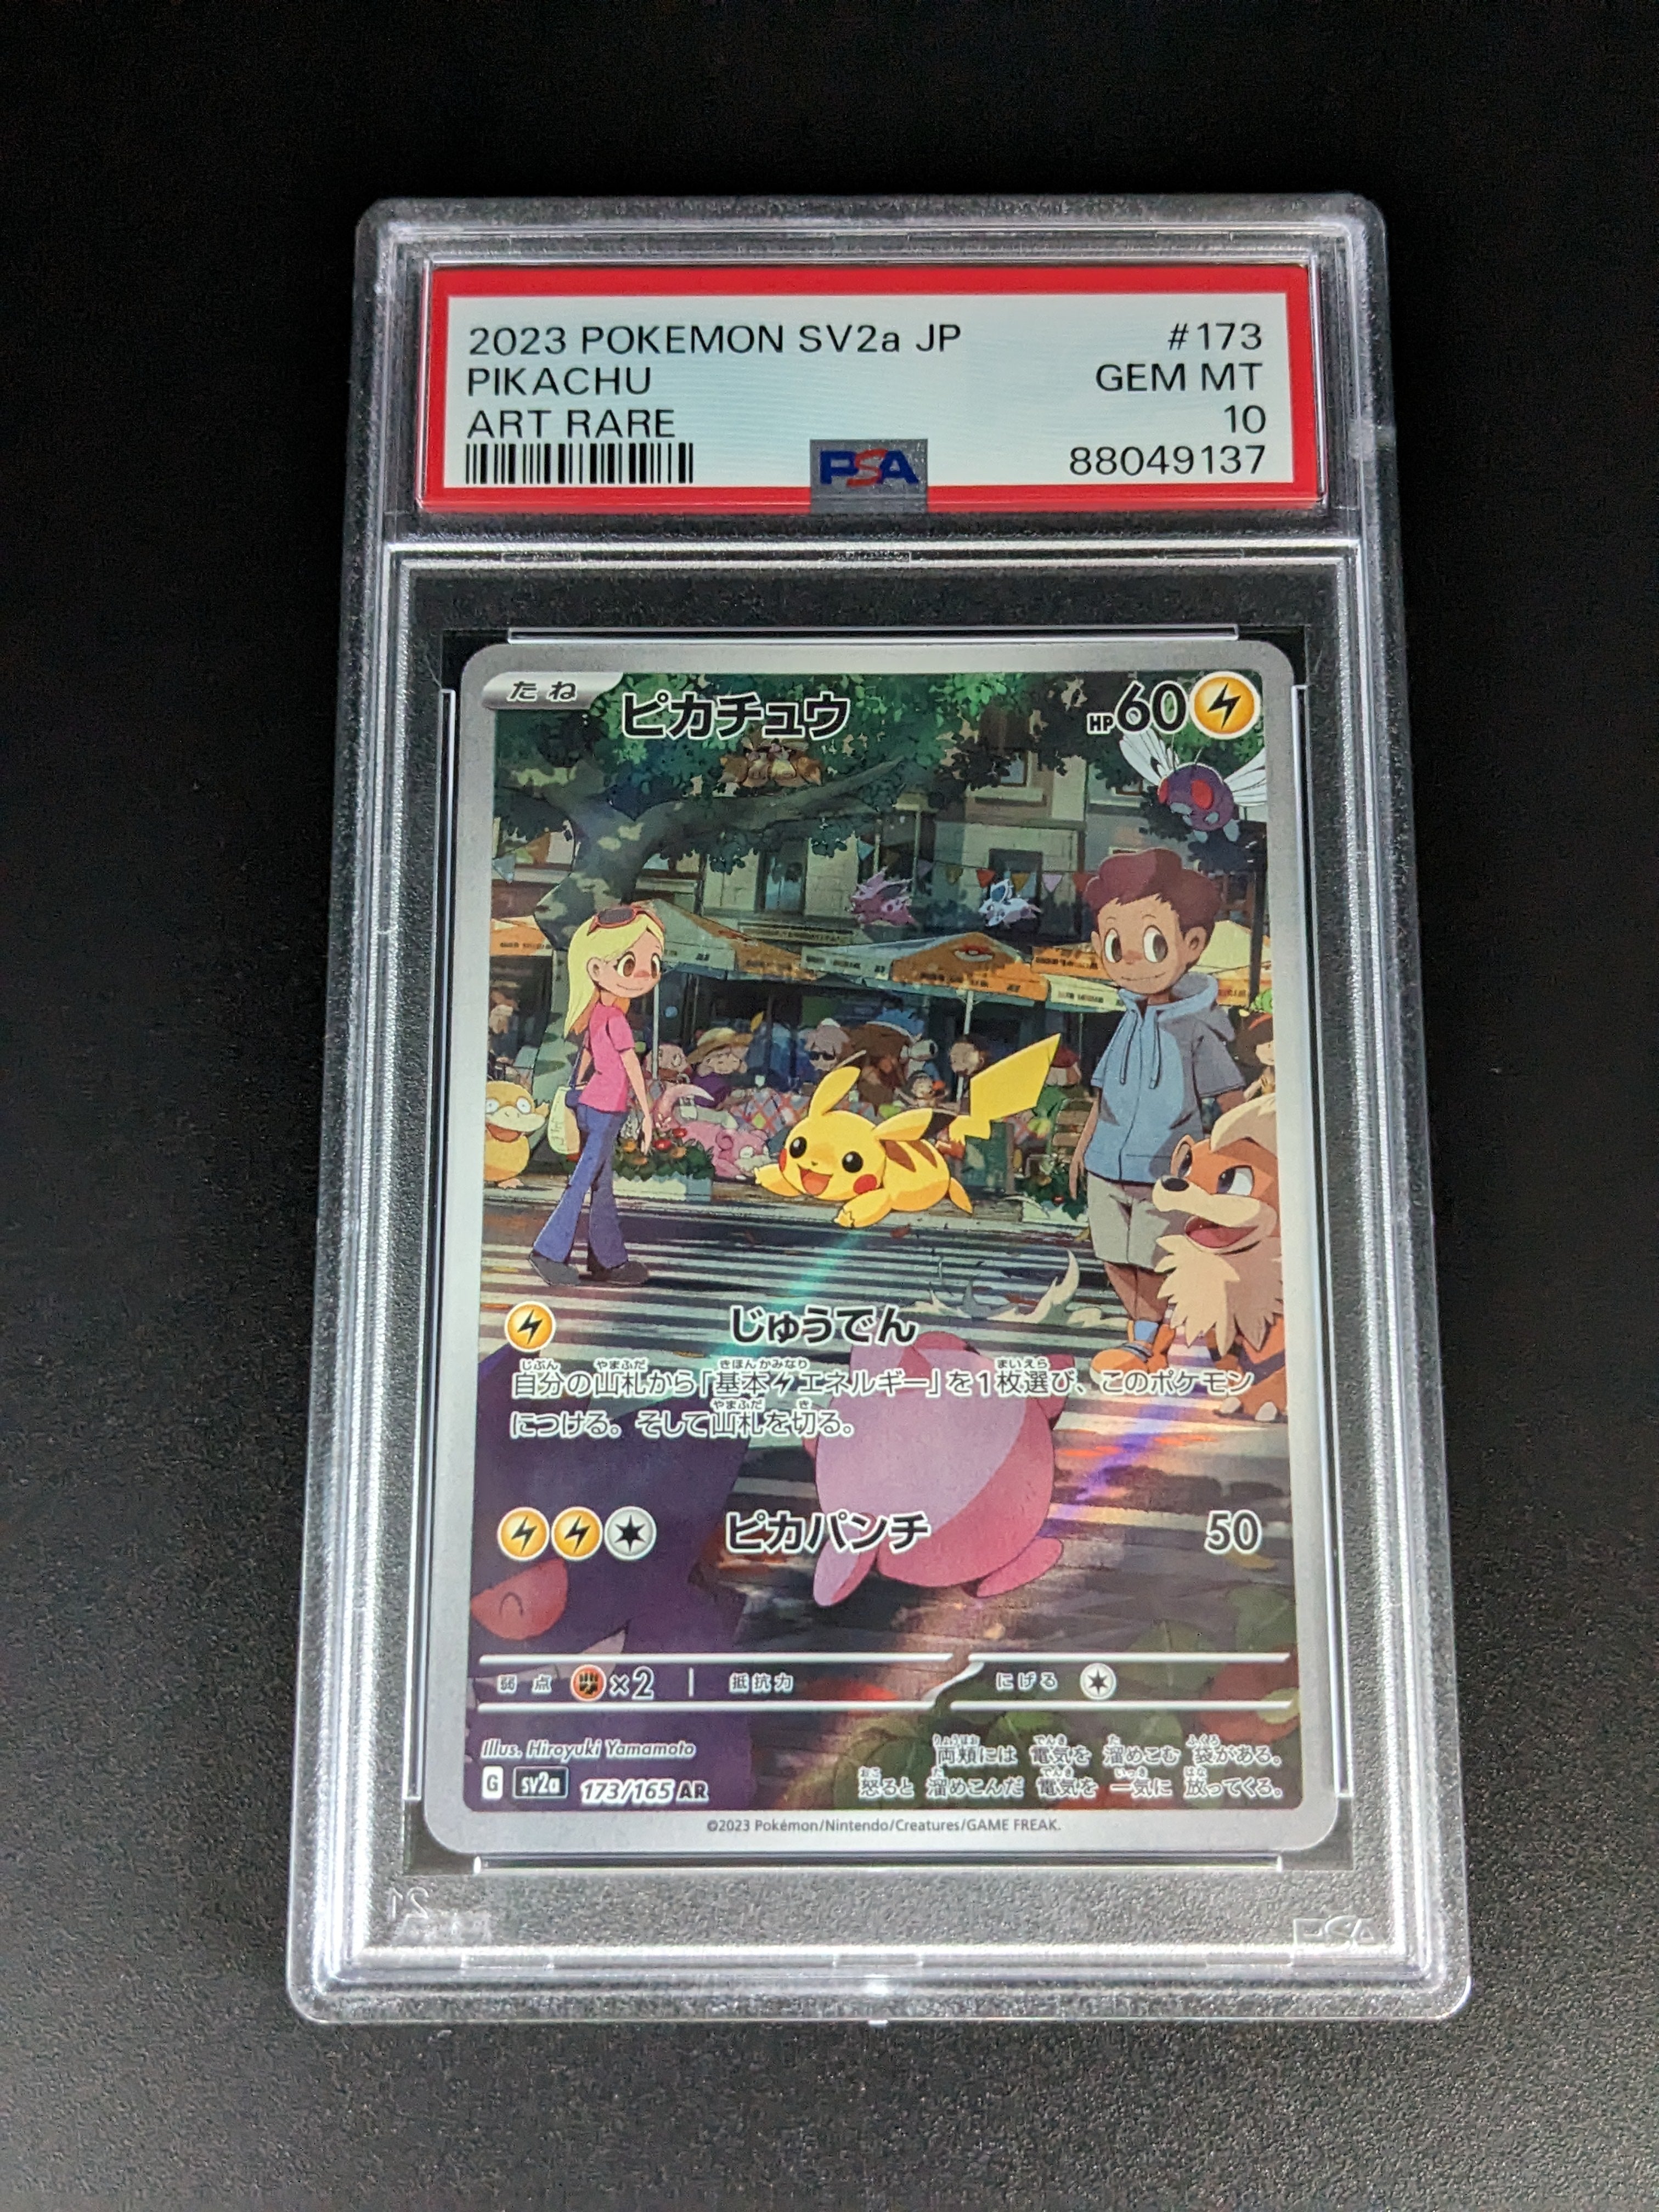 2023 POKEMON SV2a JP #173
PIKACHU GEM MT
ART RARE 10
PSA 88049137
たね ピカチュウ HP60
じゅうでん
自分の山札から「基本エネルギー」を1枚選び、このポケモン
につける。そして山札を切る。
ピカパンチ 50
弱点 ×2 抵抗力 にげる
Illus. Hiroyuki Yamamoto
両頬には 電気を 溜めこむ 袋がある。
怒ると 溜めこんだ 電気を 一気に 放ってくる。
G sv2a 173/165 AR
©2023 Pokémon/Nintendo/Creatures/GAME FREAK.
PSA